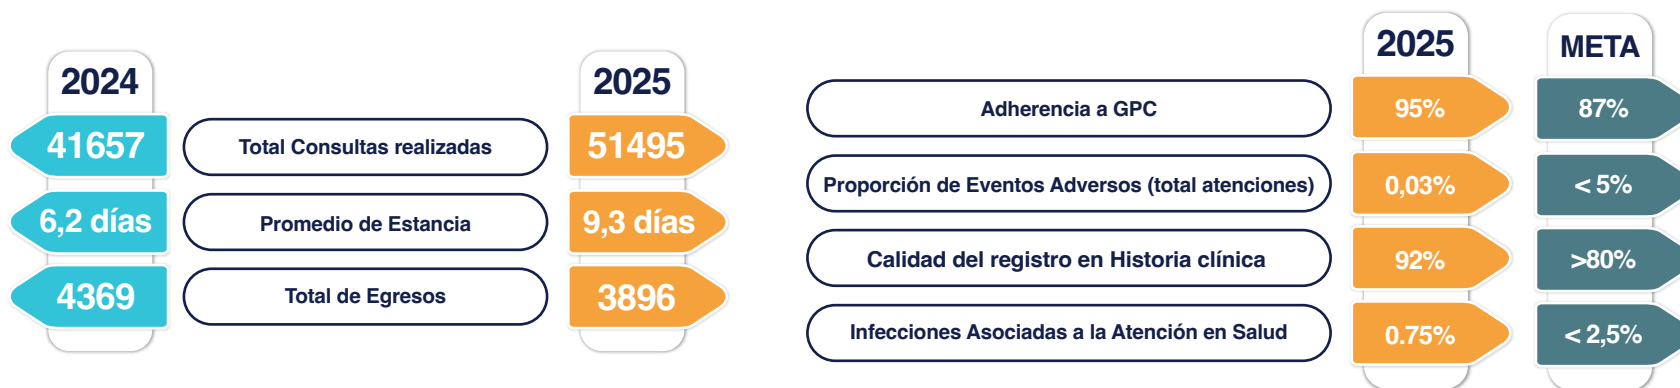 2024
2025
41657
Total Consultas realizadas
51495
6,2 días
Promedio de Estancia
9,3 días
4369
Total de Egresos
3896
2025
META
Adherencia a GPC
95%
87%
Proporción de Eventos Adversos (total atenciones)
0,03%
< 5%
Calidad del registro en Historia clínica
92%
>80%
Infecciones Asociadas a la Atención en Salud
0.75%
< 2,5%